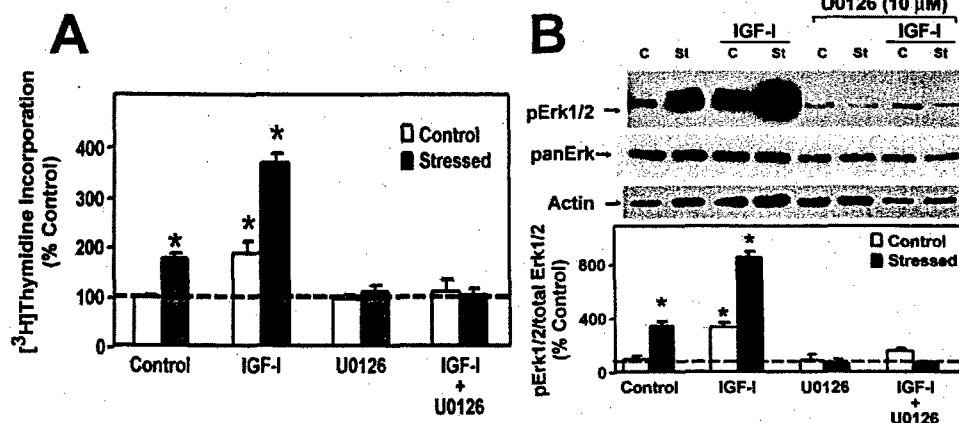 A
[³H]Thymidine Incorporation
(% Control)
400
300
200
100
0
Control
Stressed
*
*
*
Control
IGF-I
U0126
IGF-I
+
U0126
B
U0126 (10 µM)
IGF-I
IGF-I
C St C St C St C St
pErk1/2
panErk
Actin
pErk1/2/total Erk1/2
(% Control)
800
400
0
Control
Stressed
*
*
*
Control
IGF-I
U0126
IGF-I
+
U0126